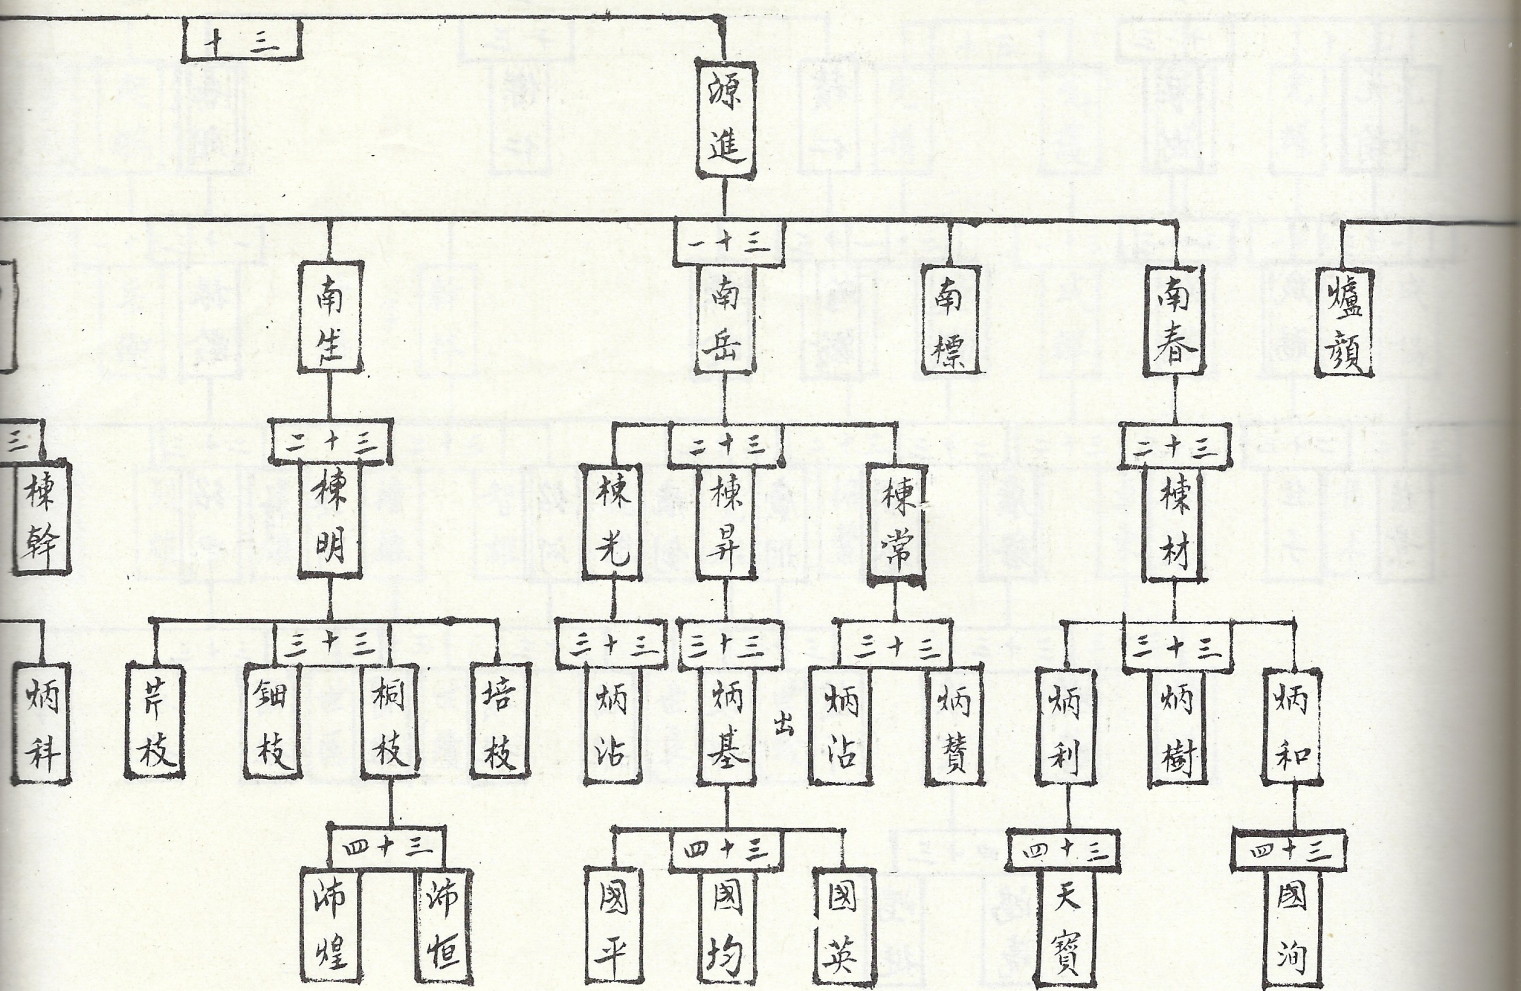 三十
源進
三十一
爐顏
南春
南標
南岳
南生
三十二
三十二
三十二
三
棟材
棟常
棟昇
棟光
棟明
棟幹
三十三
三十三
三十三
三十三
三十三
炳和
炳樹
炳利
炳贊
炳沾
出
炳基
炳沾
培枝
桐枝
鈿枝
芹枝
炳科
三十四
三十四
三十四
三十四
國洵
天寶
國英
國均
國平
沛恒
沛煌